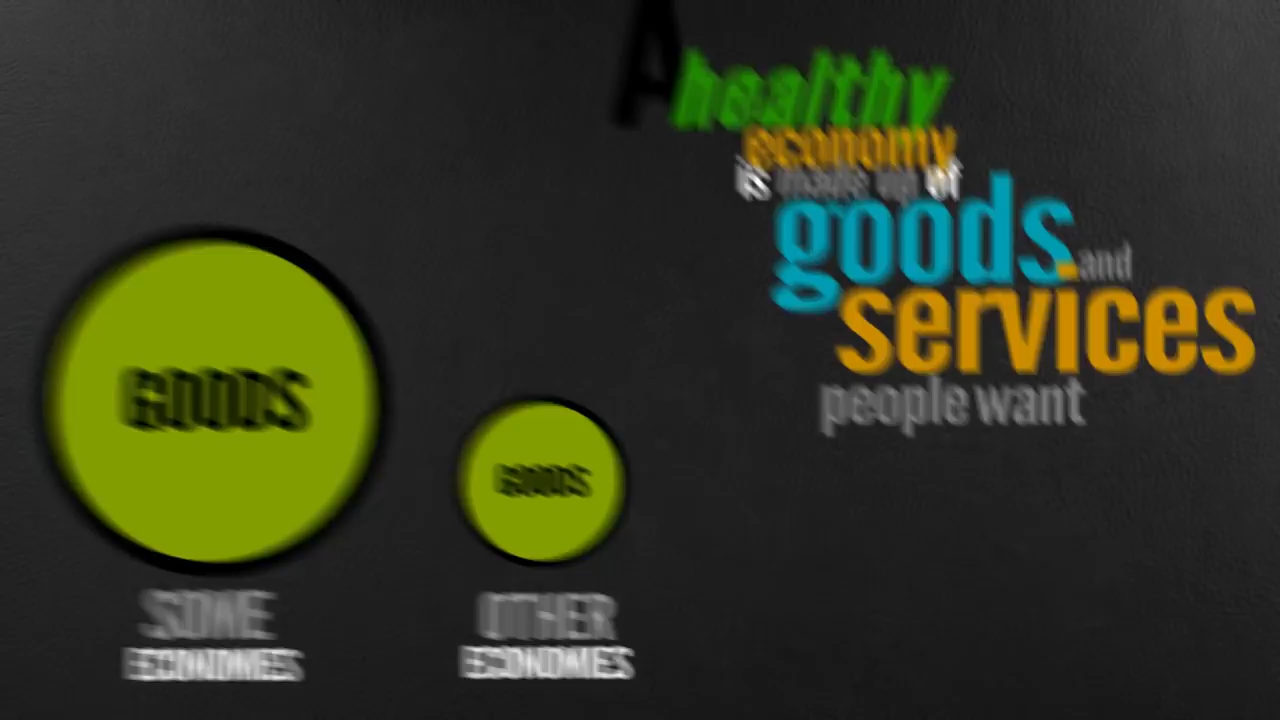 A healthy
economy
is made up of
goods and
services
people want
GOODS
GOODS
SOME
ECONOMIES
OTHER
ECONOMIES